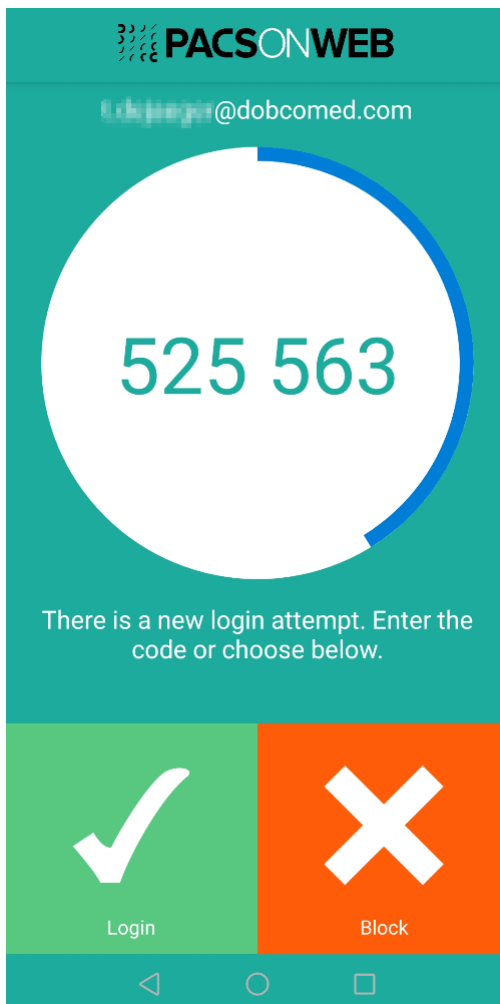 PACSONWEB
@dobcomed.com
525 563
There is a new login attempt. Enter the
code or choose below.
Login
Block